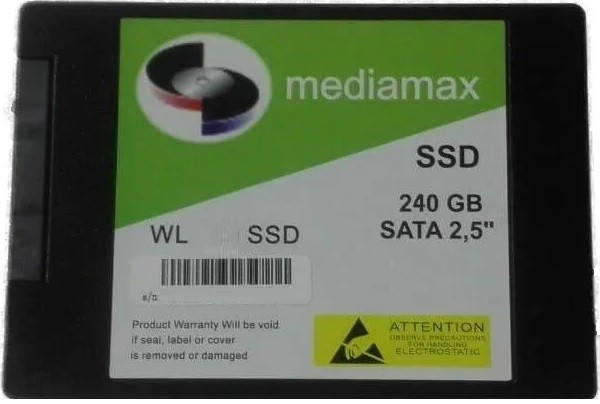 mediamax
SSD
240 GB
SATA 2,5"
WL SSD
s/n
Product Warranty Will be void
if seal, label or cover
is removed or damaged
ATTENTION
OBSERVE PRECAUTIONS
FOR HANDLING
ELECTROSTATIC